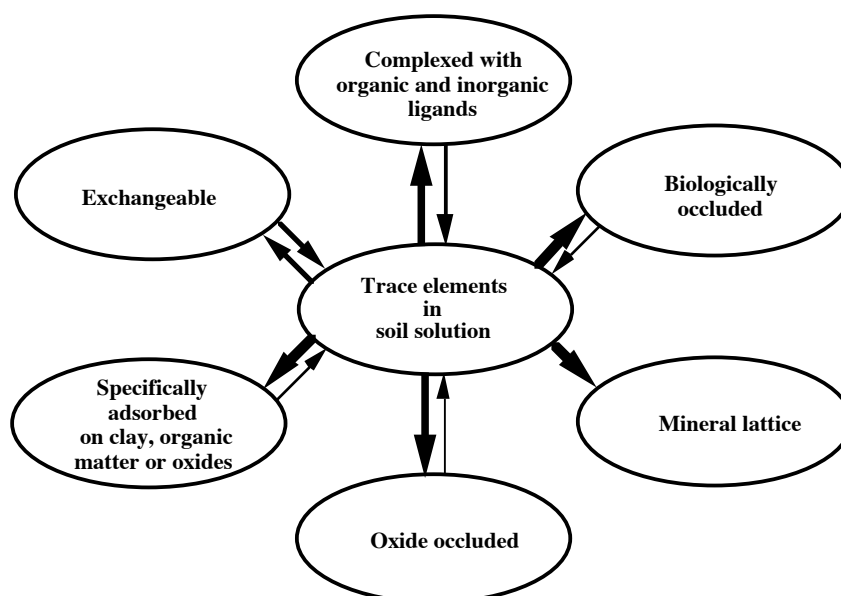 Complexed with
organic and inorganic
ligands
Exchangeable
Biologically
occluded
Trace elements
in
soil solution
Specifically
adsorbed
on clay, organic
matter or oxides
Mineral lattice
Oxide occluded